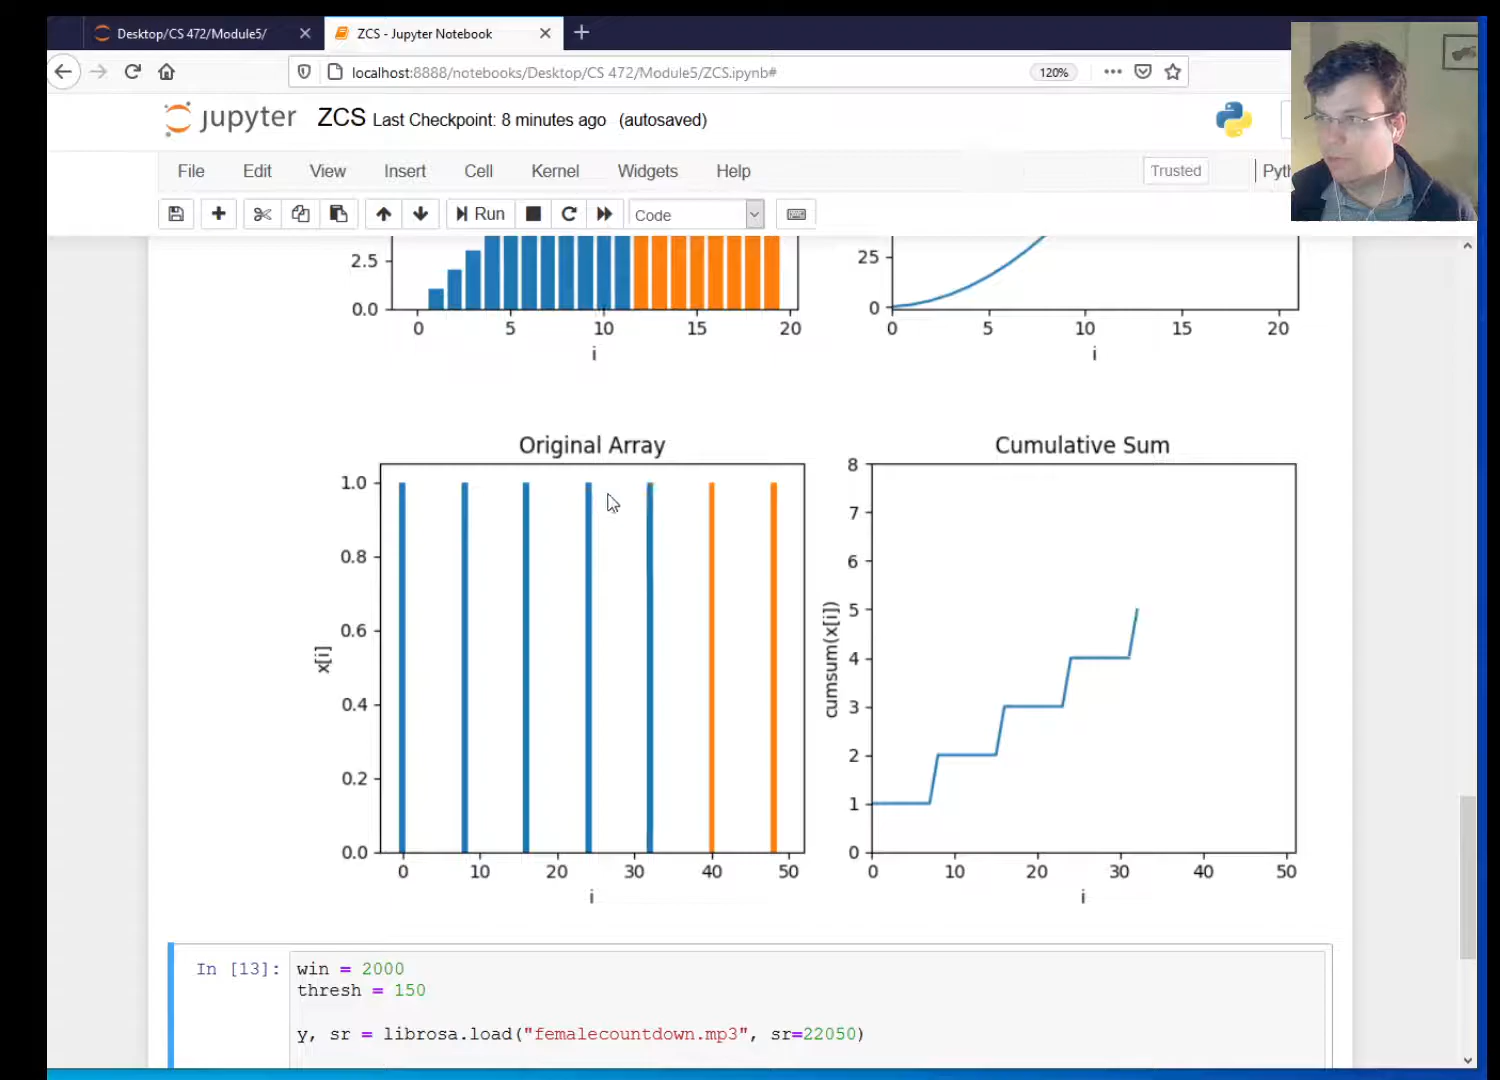 Desktop/CS 472/Module5/
ZCS - Jupyter Notebook
localhost:8888/notebooks/Desktop/CS 472/Module5/ZCS.ipynb#
120%
jupyter ZCS Last Checkpoint: 8 minutes ago (autosaved)
File Edit View Insert Cell Kernel Widgets Help Trusted Pyth
Run Code
2.5
0.0
0 5 10 15 20
i
25
0
0 5 10 15 20
i
Original Array
1.0
0.8
0.6
0.4
0.2
0.0
x[i]
0 10 20 30 40 50
i
Cumulative Sum
8
7
6
5
4
3
2
1
0
cumsum(x[i])
0 10 20 30 40 50
i
In [13]:
win = 2000
thresh = 150
y, sr = librosa.load("femalecountdown.mp3", sr=22050)